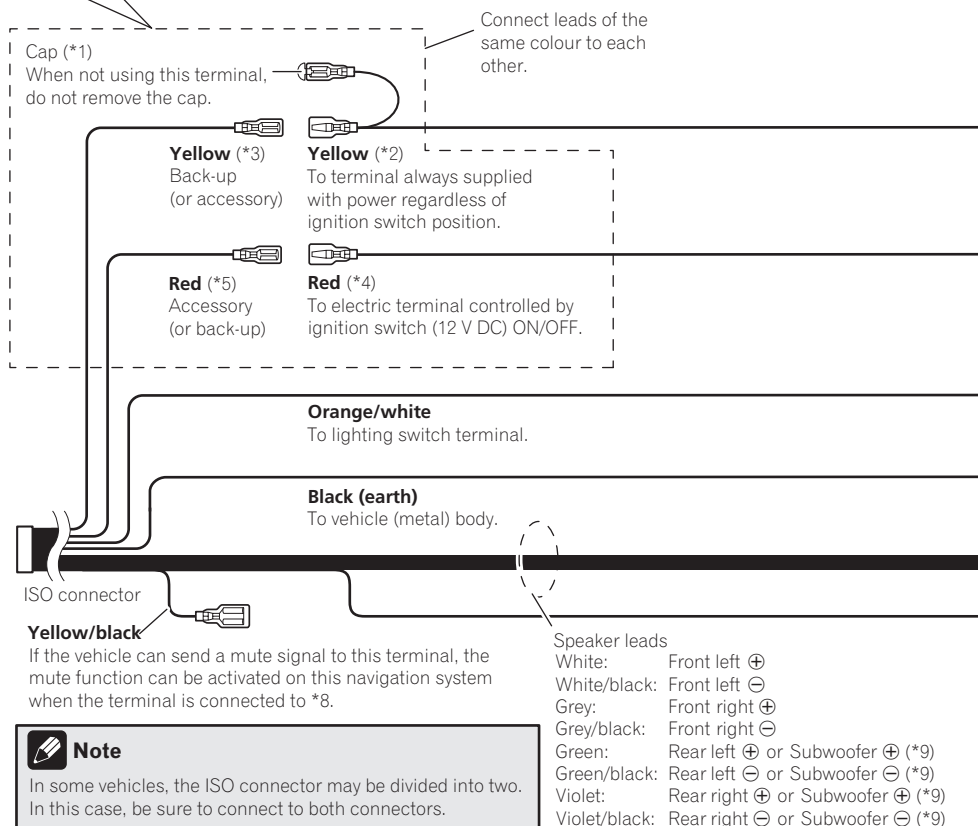 Connect leads of the
same colour to each
other.
Cap (*1)
When not using this terminal,
do not remove the cap.
Yellow (*3)
Back-up
(or accessory)
Yellow (*2)
To terminal always supplied
with power regardless of
ignition switch position.
Red (*5)
Accessory
(or back-up)
Red (*4)
To electric terminal controlled by
ignition switch (12 V DC) ON/OFF.
Orange/white
To lighting switch terminal.
Black (earth)
To vehicle (metal) body.
ISO connector
Yellow/black
If the vehicle can send a mute signal to this terminal, the
mute function can be activated on this navigation system
when the terminal is connected to *8.
Note
In some vehicles, the ISO connector may be divided into two.
In this case, be sure to connect to both connectors.
Speaker leads
White: Front left ⊕
White/black: Front left ⊖
Grey: Front right ⊕
Grey/black: Front right ⊖
Green: Rear left ⊕ or Subwoofer ⊕ (*9)
Green/black: Rear left ⊖ or Subwoofer ⊖ (*9)
Violet: Rear right ⊕ or Subwoofer ⊕ (*9)
Violet/black: Rear right ⊖ or Subwoofer ⊖ (*9)